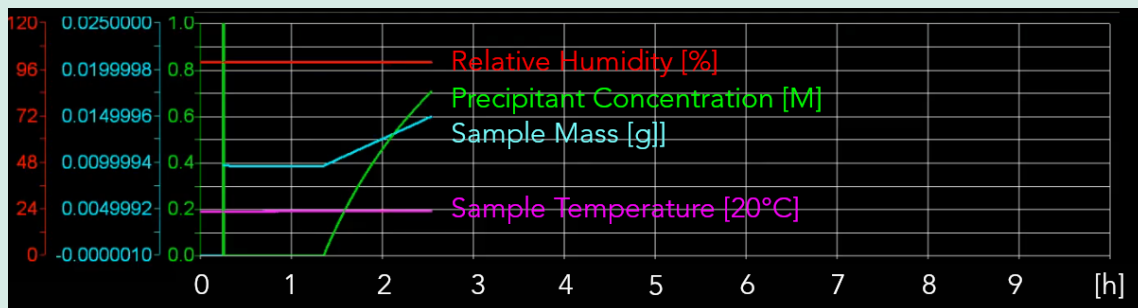 120 0.0250000 1.0
96 0.0199998 0.8
Relative Humidity [%]
Precipitant Concentration [M]
72 0.0149996 0.6
Sample Mass [g]]
48 0.0099994 0.4
24 0.0049992 0.2
Sample Temperature [20°C]
0 -0.0000010 0.0
0 1 2 3 4 5 6 7 8 9 [h]